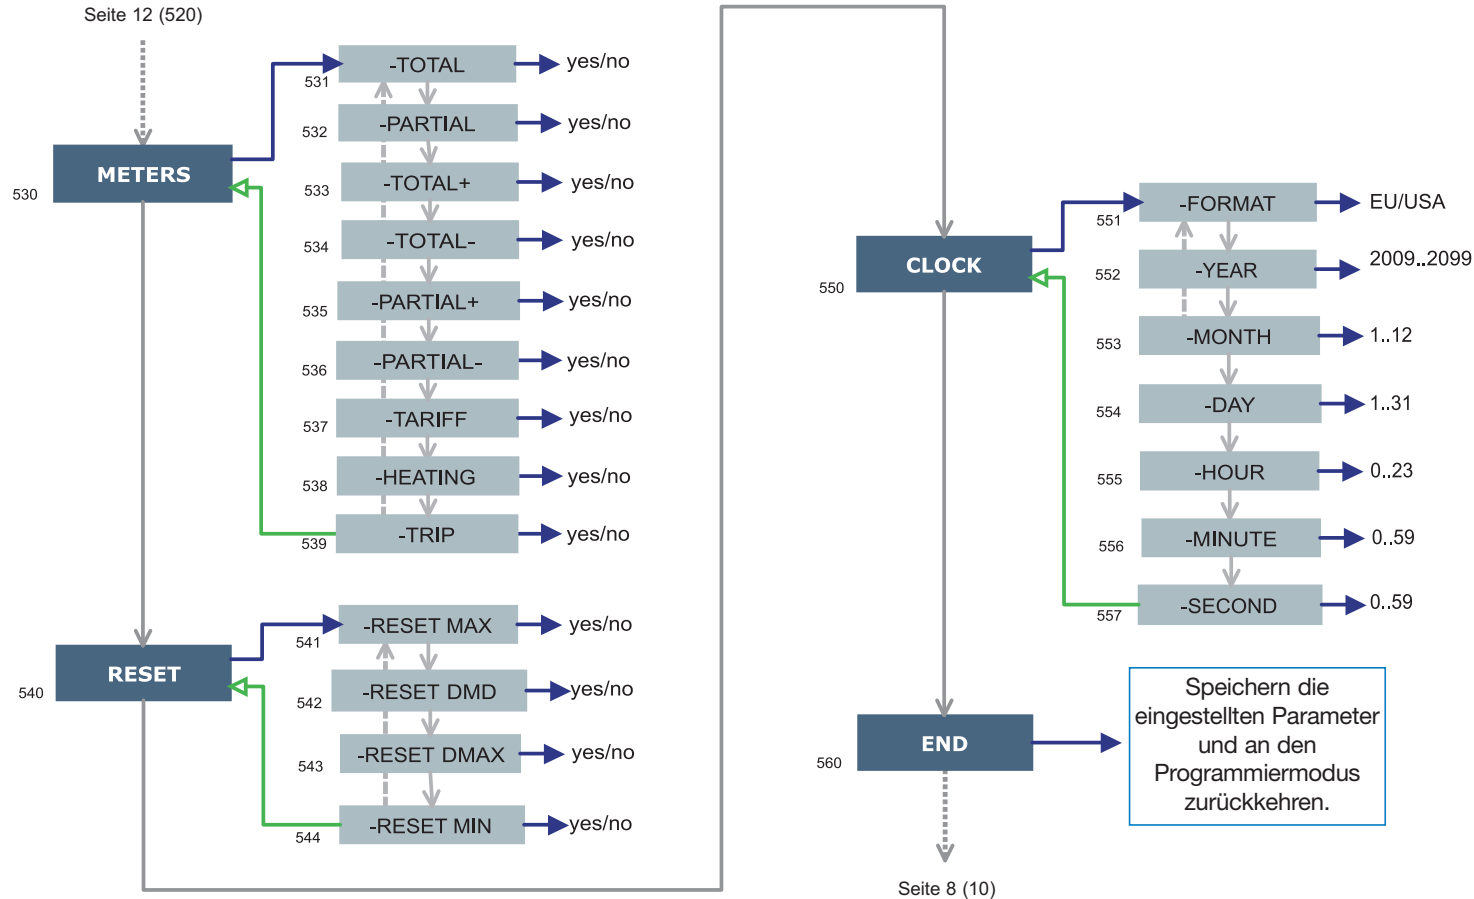 Seite 12 (520)
METERS
530
-TOTAL
531
yes/no
-PARTIAL
532
yes/no
-TOTAL+
533
yes/no
-TOTAL-
534
yes/no
-PARTIAL+
535
yes/no
-PARTIAL-
536
yes/no
-TARIFF
537
yes/no
-HEATING
538
yes/no
-TRIP
539
yes/no
RESET
540
-RESET MAX
541
yes/no
-RESET DMD
542
yes/no
-RESET DMAX
543
yes/no
-RESET MIN
544
yes/no
CLOCK
550
-FORMAT
551
EU/USA
-YEAR
552
2009..2099
-MONTH
553
1..12
-DAY
554
1..31
-HOUR
555
0..23
-MINUTE
556
0..59
-SECOND
557
0..59
END
560
Speichern die
eingestellten Parameter
und an den
Programmiermodus
zurückkehren.
Seite 8 (10)